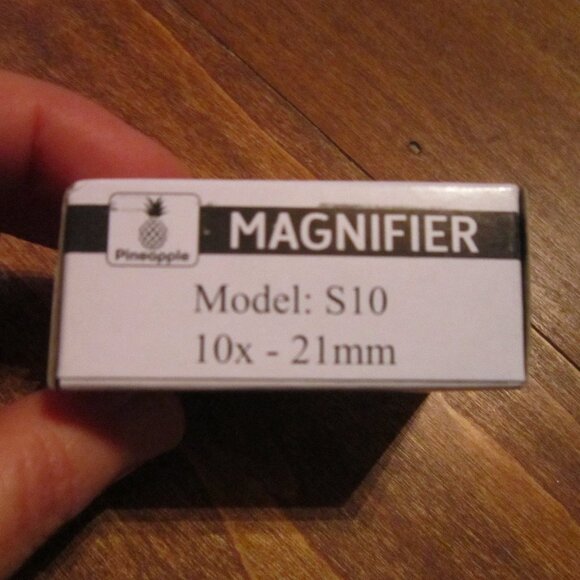 Pineapple
MAGNIFIER
Model: S10
10x - 21mm